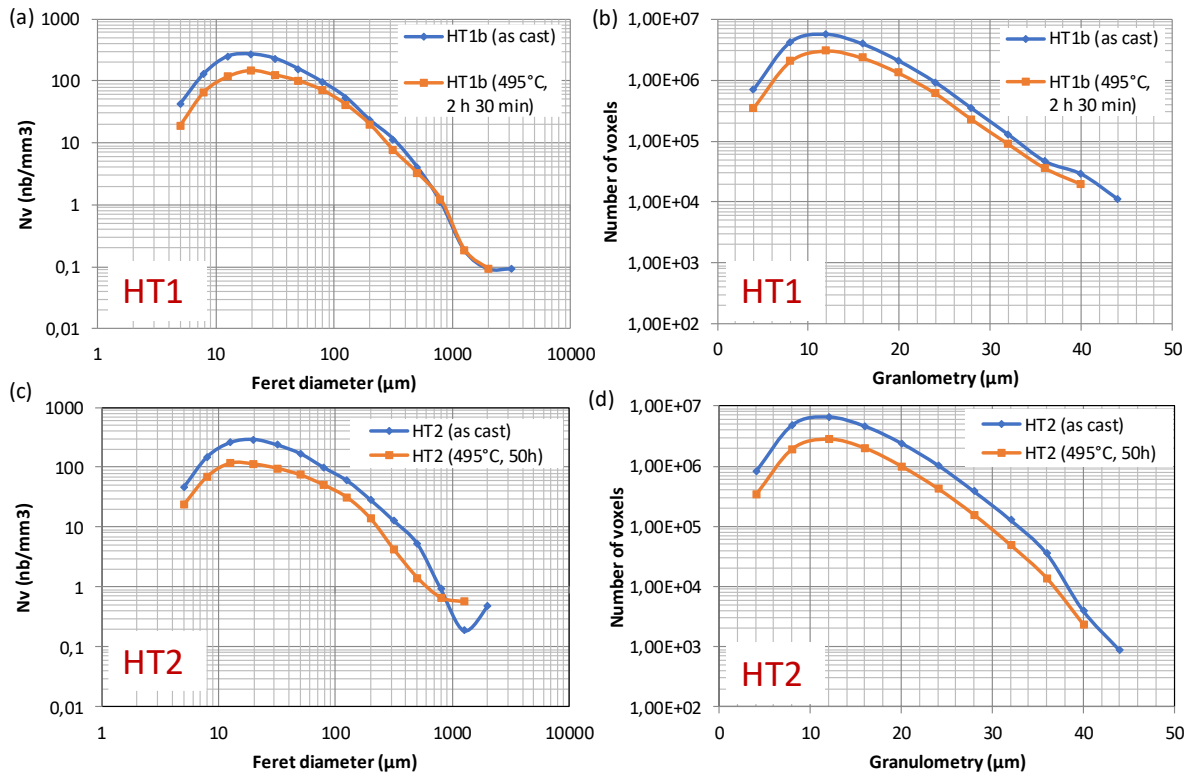 (a)
1000
100
10
1
0,1
0,01
Nv (nb/mm3)
HT1b (as cast)
HT1b (495°C,
2 h 30 min)
HT1
1 10 100 1000 10000
Feret diameter (µm)
(b)
1,00E+07
1,00E+06
1,00E+05
1,00E+04
1,00E+03
1,00E+02
Number of voxels
HT1b (as cast)
HT1b (495°C,
2 h 30 min)
HT1
0 10 20 30 40 50
Granlometry (µm)
(c)
1000
100
10
1
0,1
0,01
Nv (nb/mm3)
HT2 (as cast)
HT2 (495°C, 50h)
HT2
1 10 100 1000 10000
Feret diameter (µm)
(d)
1,00E+07
1,00E+06
1,00E+05
1,00E+04
1,00E+03
1,00E+02
Number of voxels
HT2 (as cast)
HT2 (495°C, 50h)
HT2
0 10 20 30 40 50
Granulometry (µm)